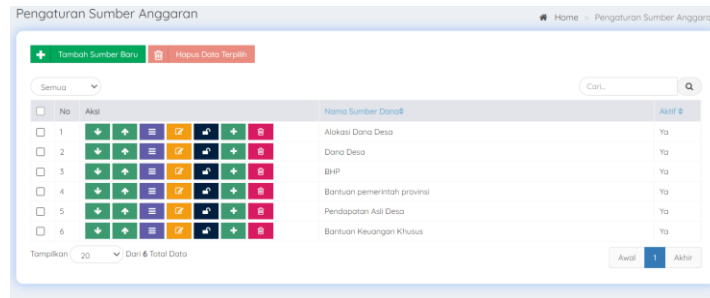 Pengaturan Sumber Anggaran
Home > Pengaturan Sumber Anggara
Tambah Sumber Baru Hapus Data Terpilih
Semua Cari..
No Aksi Nama Sumber Dana Aktif
1 Alokasi Dana Desa Ya
2 Dana Desa Ya
3 BHP Ya
4 Bantuan pemerintah provinsi Ya
5 Pendapatan Asli Desa Ya
6 Bantuan Keuangan Khusus Ya
Tampilkan 20 Dari 6 Total Data
Awal 1 Akhir